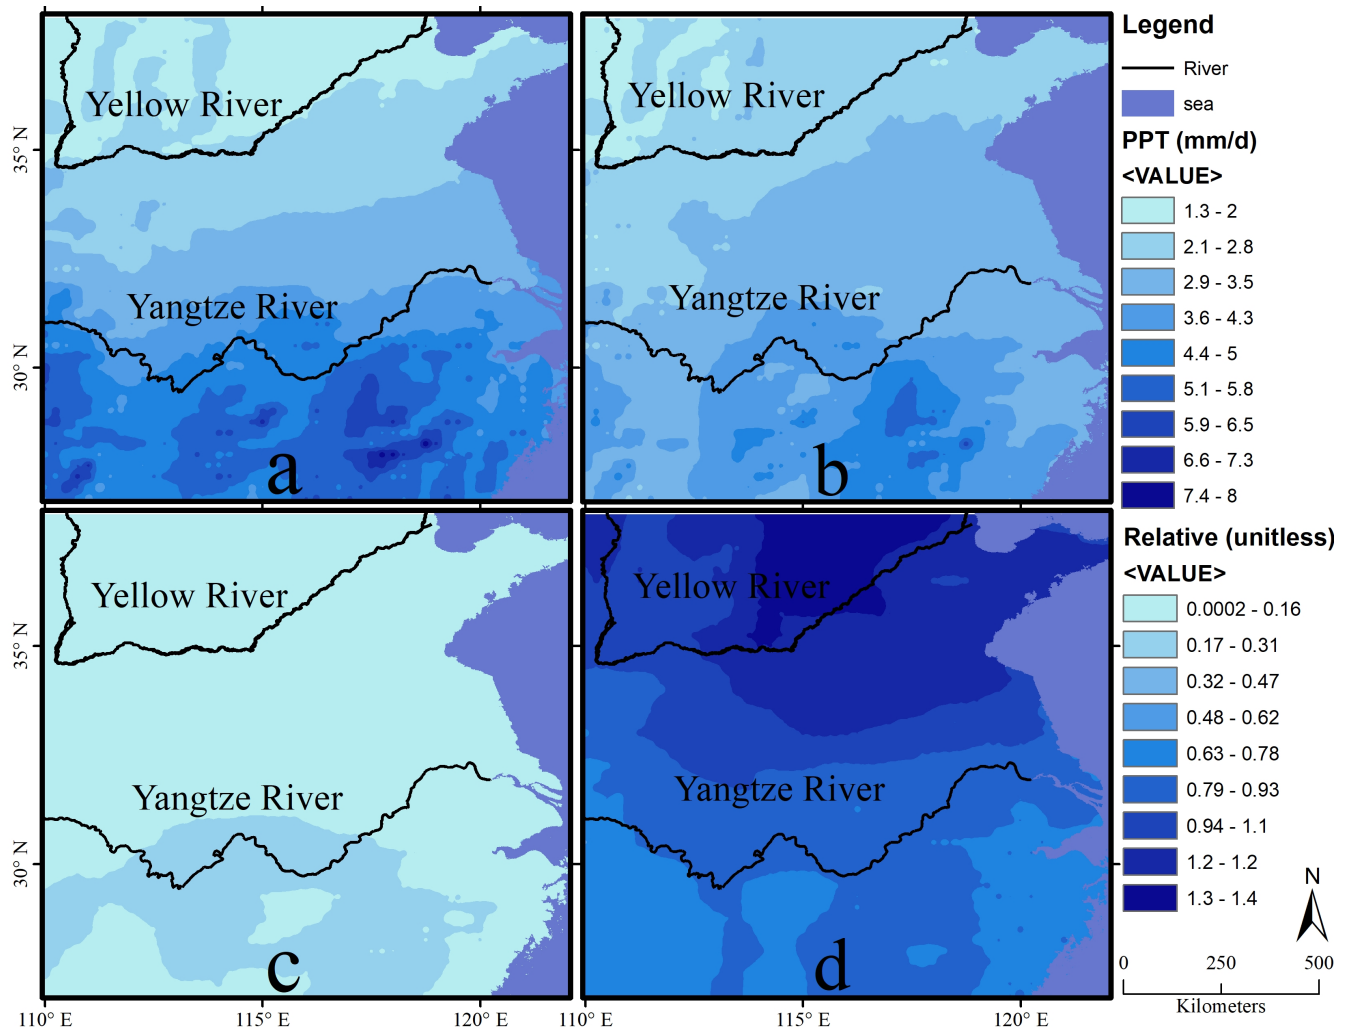 Yellow River
Yangtze River
a
Yellow River
Yangtze River
b
Yellow River
Yangtze River
c
Yellow River
Yangtze River
d
35° N
30° N
35° N
30° N
110° E
115° E
120° E
110° E
115° E
120° E
Legend
River
sea
PPT (mm/d)
<VALUE>
1.3 - 2
2.1 - 2.8
2.9 - 3.5
3.6 - 4.3
4.4 - 5
5.1 - 5.8
5.9 - 6.5
6.6 - 7.3
7.4 - 8
Relative (unitless)
<VALUE>
0.0002 - 0.16
0.17 - 0.31
0.32 - 0.47
0.48 - 0.62
0.63 - 0.78
0.79 - 0.93
0.94 - 1.1
1.2 - 1.2
1.3 - 1.4
N
0 250 500
Kilometers